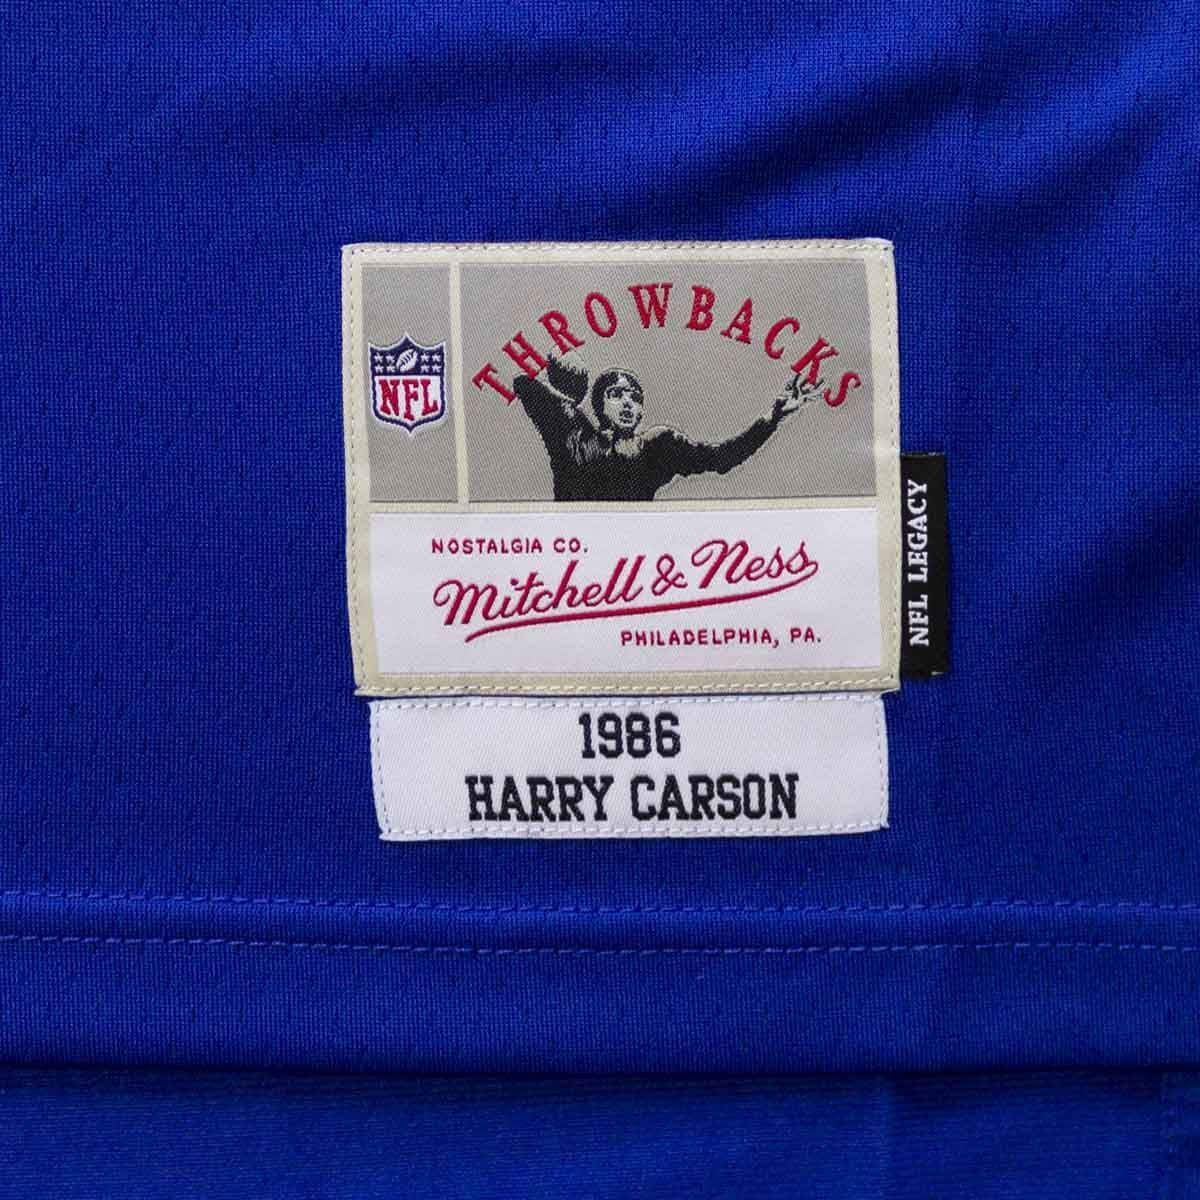 THROWBACKS
NFL
NOSTALGIA CO.
Mitchell & Ness
PHILADELPHIA, PA.
NFL LEGACY
1986
HARRY CARSON